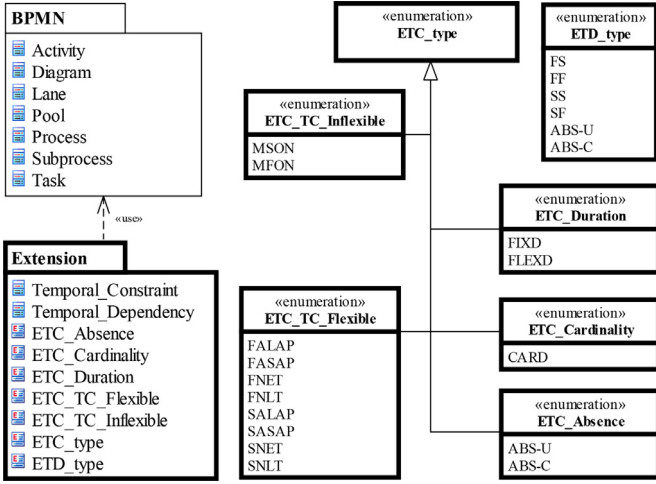 BPMN
Activity
Diagram
Lane
Pool
Process
Subprocess
Task
«use»
Extension
Temporal_Constraint
Temporal_Dependency
ETC_Absence
ETC_Cardinality
ETC_Duration
ETC_TC_Flexible
ETC_TC_Inflexible
ETC_type
ETD_type
«enumeration»
ETC_type
«enumeration»
ETD_type
FS
FF
SS
SF
ABS-U
ABS-C
«enumeration»
ETC_TC_Inflexible
MSON
MFON
«enumeration»
ETC_Duration
FIXD
FLEXD
«enumeration»
ETC_TC_Flexible
FALAP
FASAP
FNET
FNLT
SALAP
SASAP
SNET
SNLT
«enumeration»
ETC_Cardinality
CARD
«enumeration»
ETC_Absence
ABS-U
ABS-C